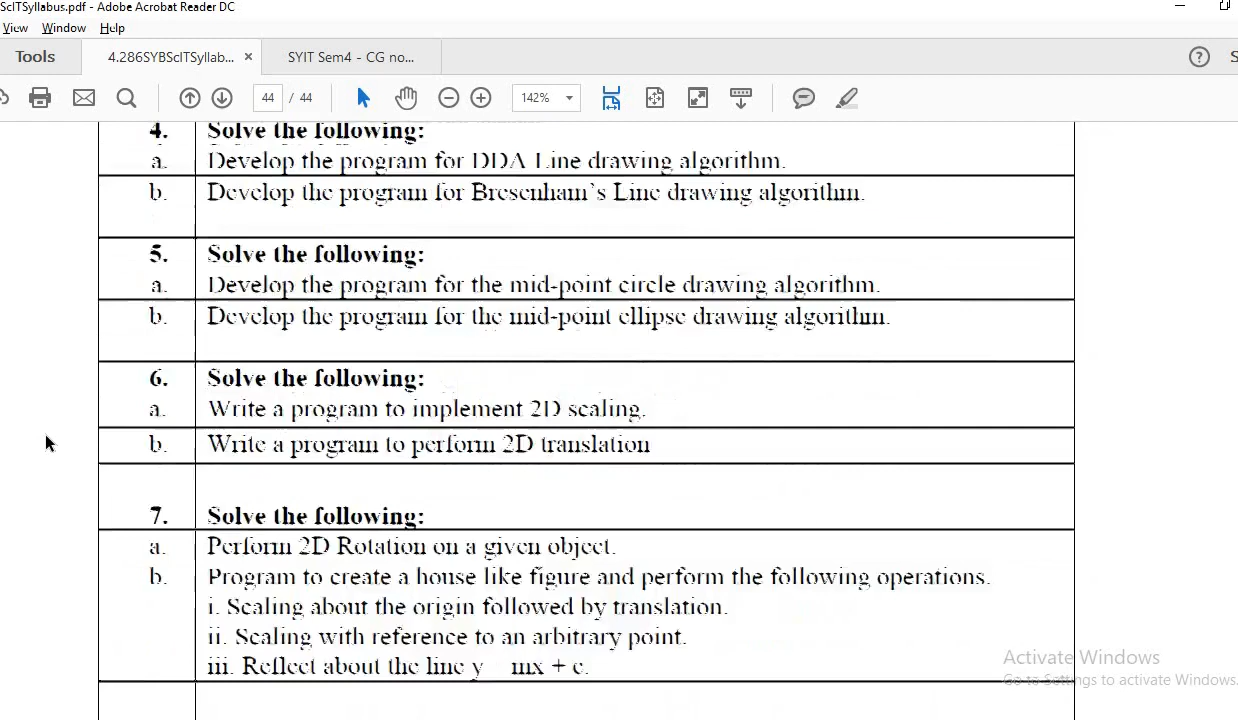 ScITSyllabus.pdf - Adobe Acrobat Reader DC
View Window Help
Tools 4.286SYBScITSyllab... × SYIT Sem4 - CG no... ? S
44 / 44 142%
4. Solve the following:
a. Develop the program for DDA Line drawing algorithm.
b. Develop the program for Bresenham's Line drawing algorithm.
5. Solve the following:
a. Develop the program for the mid-point circle drawing algorithm.
b. Develop the program for the mid-point ellipse drawing algorithm.
6. Solve the following:
a. Write a program to implement 2D scaling.
b. Write a program to perform 2D translation
7. Solve the following:
a. Perform 2D Rotation on a given object.
b. Program to create a house like figure and perform the following operations.
i. Scaling about the origin followed by translation.
ii. Scaling with reference to an arbitrary point.
iii. Reflect about the line y mx + c.
Activate Windows
Go to Settings to activate Windows.